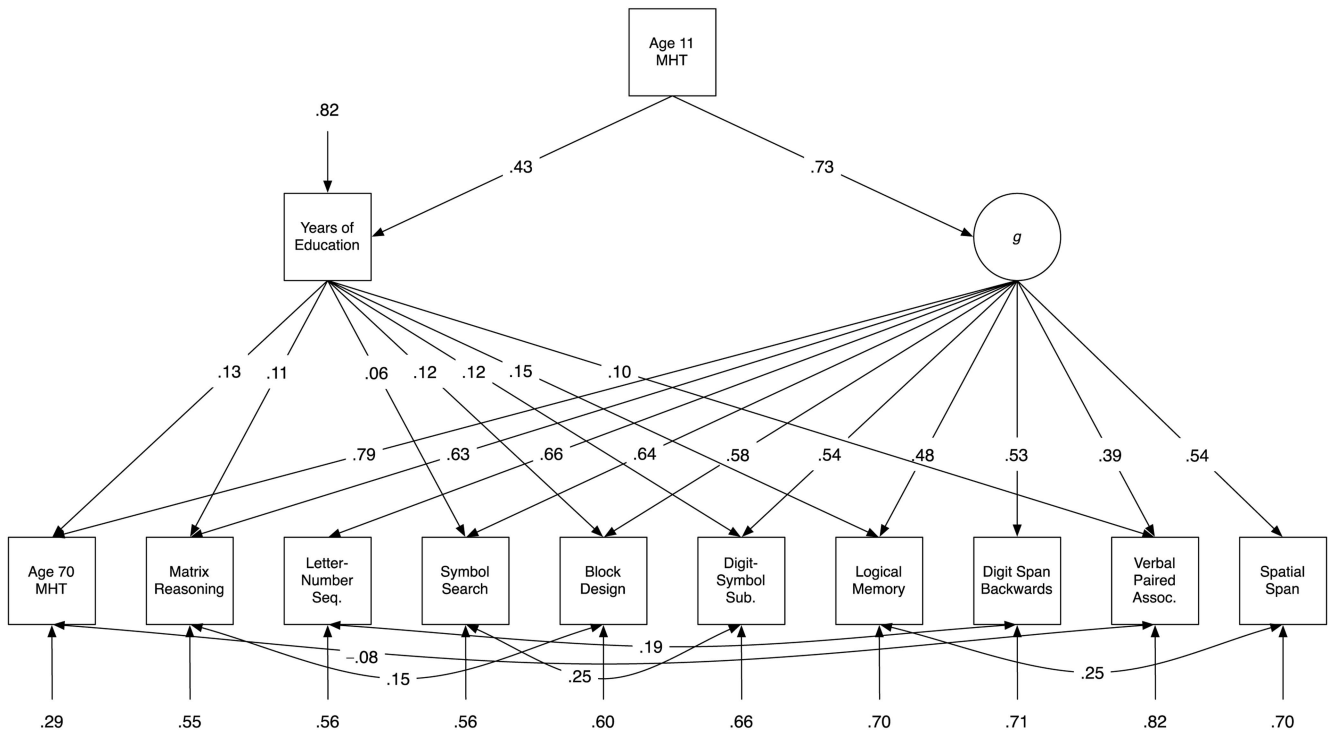 Age 11
MHT
.82
.43
.73
Years of
Education
g
.13
.11
.06
.12
.12
.15
.10
.79
.63
.66
.64
.58
.54
.48
.53
.39
.54
Age 70
MHT
Matrix
Reasoning
Letter-
Number
Seq.
Symbol
Search
Block
Design
Digit-
Symbol
Sub.
Logical
Memory
Digit Span
Backwards
Verbal
Paired
Assoc.
Spatial
Span
.19
–.08
.15
.25
.25
.29
.55
.56
.56
.60
.66
.70
.71
.82
.70